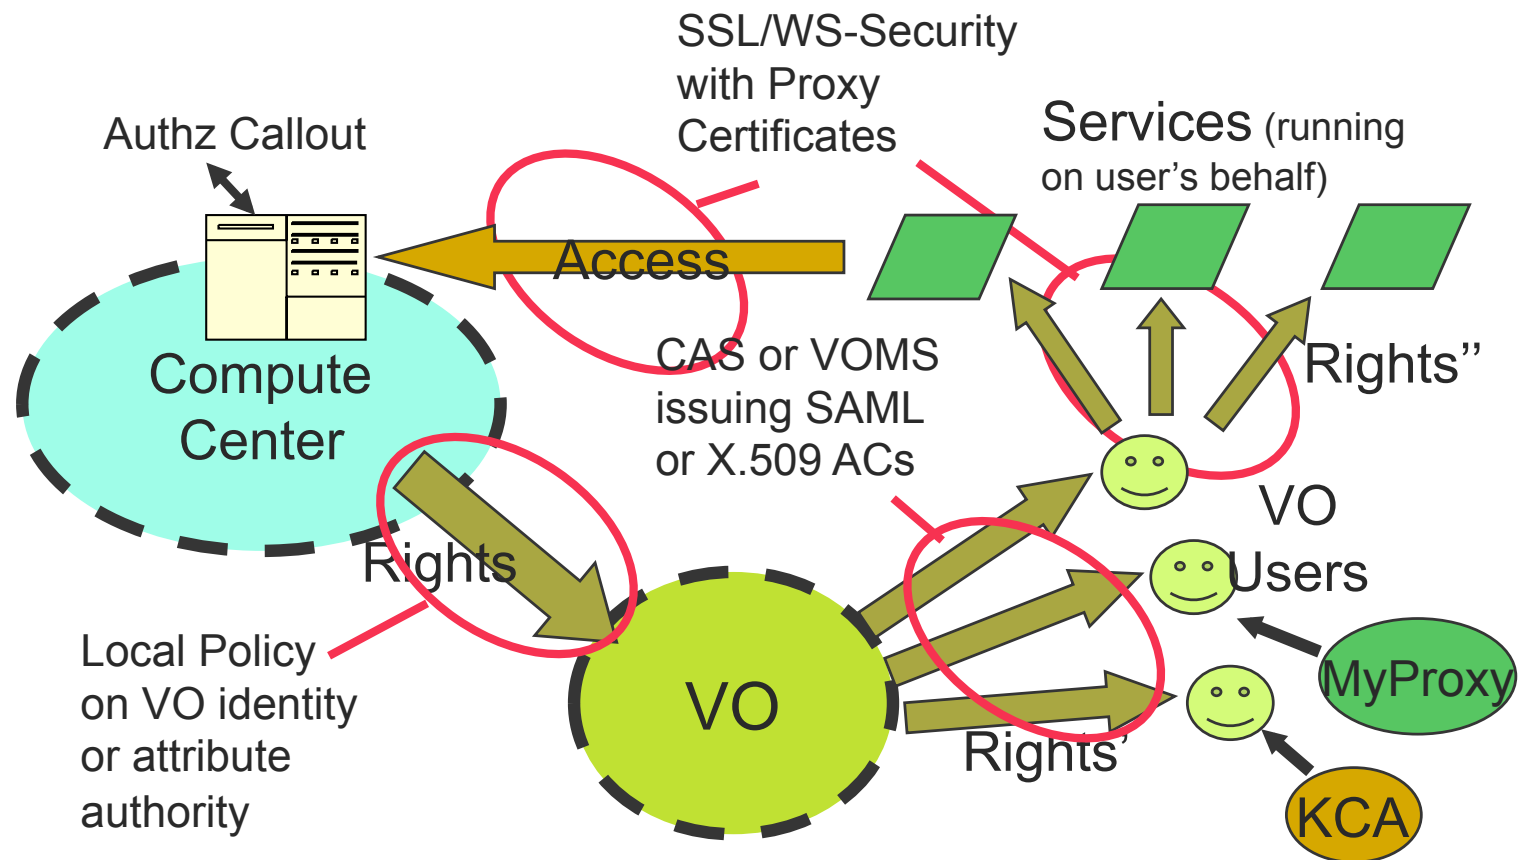 SSL/WS-Security
with Proxy
Certificates
Authz Callout
Services (running
on user’s behalf)
Access
Compute
Center
CAS or VOMS
issuing SAML
or X.509 ACs
Rights’’
VO
Users
Rights
Local Policy
on VO identity
or attribute
authority
VO
MyProxy
Rights’
KCA